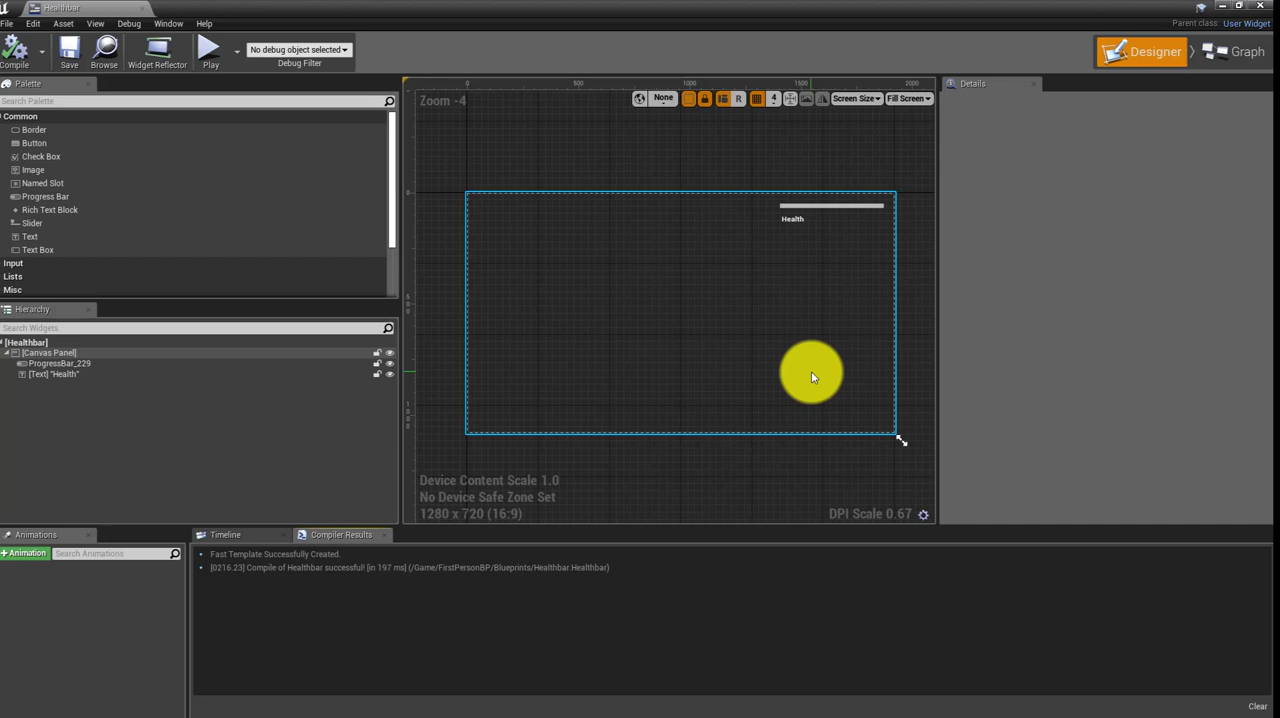 Healthbar
File Edit Asset View Debug Window Help
Parent class: User Widget
Compile Save Browse Widget Reflector Play
No debug object selected
Debug Filter
Designer Graph
Palette
Search Palette
Common
Border
Button
Check Box
Image
Named Slot
Progress Bar
Rich Text Block
Slider
Text
Text Box
Input
Lists
Misc
Hierarchy
Search Widgets
[Healthbar]
[Canvas Panel]
ProgressBar_229
[Text] "Health"
0 500 1000 1500 2000
Zoom -4
None R 4 Screen Size Fill Screen
0
500
1000
Health
Device Content Scale 1.0
No Device Safe Zone Set
1280 x 720 (16:9)
DPI Scale 0.67
Details
Animations
+Animation
Search Animations
Timeline Compiler Results
Fast Template Successfully Created.
[0216.23] Compile of Healthbar successful! [in 197 ms] (/Game/FirstPersonBP/Blueprints/Healthbar.Healthbar)
Clear